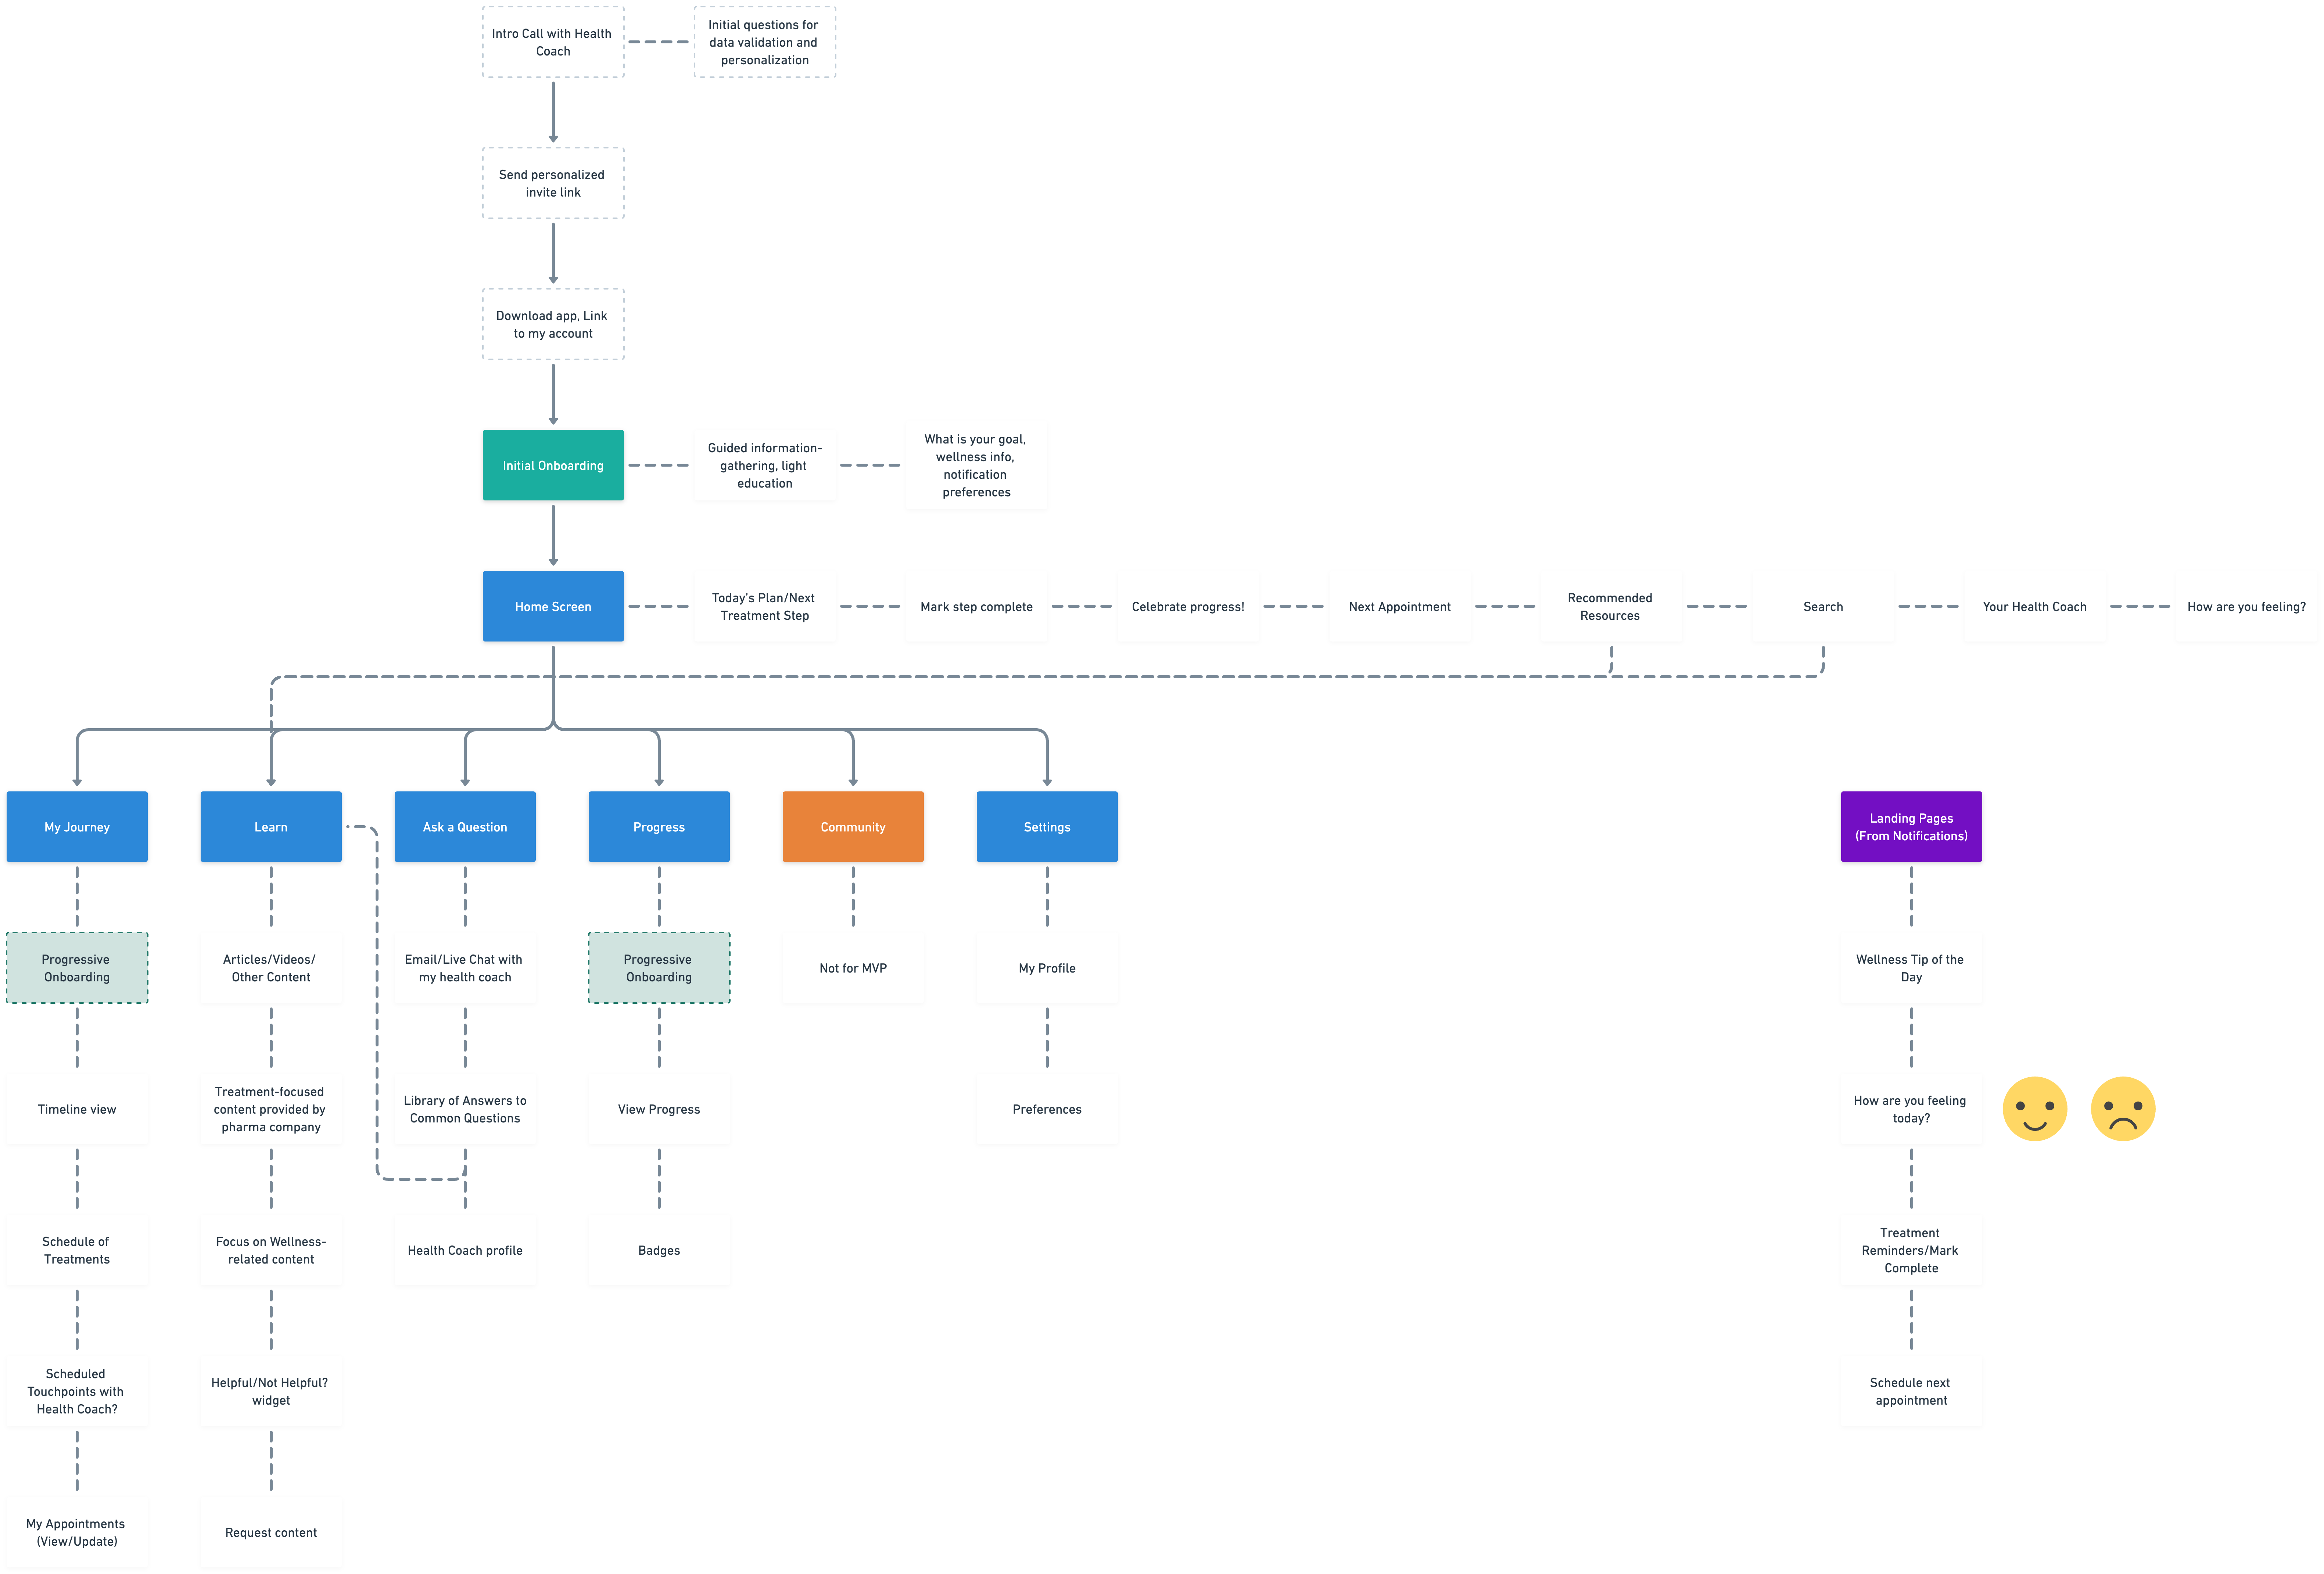 Intro Call with Health
Coach
Initial questions for
data validation and
personalization
Send personalized
invite link
Download app, Link
to my account
Initial Onboarding
Guided information-
gathering, light
education
What is your goal,
wellness info,
notification
preferences
Home Screen
Today's Plan/Next
Treatment Step
Mark step complete
Celebrate progress!
Next Appointment
Recommended
Resources
Search
Your Health Coach
How are you feeling?
My Journey
Learn
Ask a Question
Progress
Community
Settings
Landing Pages
(From Notifications)
Progressive
Onboarding
Articles/Videos/
Other Content
Email/Live Chat with
my health coach
Progressive
Onboarding
Not for MVP
My Profile
Wellness Tip of the
Day
Timeline view
Treatment-focused
content provided by
pharma company
Library of Answers to
Common Questions
View Progress
Preferences
How are you feeling
today?
Schedule of
Treatments
Focus on Wellness-
related content
Health Coach profile
Badges
Treatment
Reminders/Mark
Complete
Scheduled
Touchpoints with
Health Coach?
Helpful/Not Helpful?
widget
Schedule next
appointment
My Appointments
(View/Update)
Request content